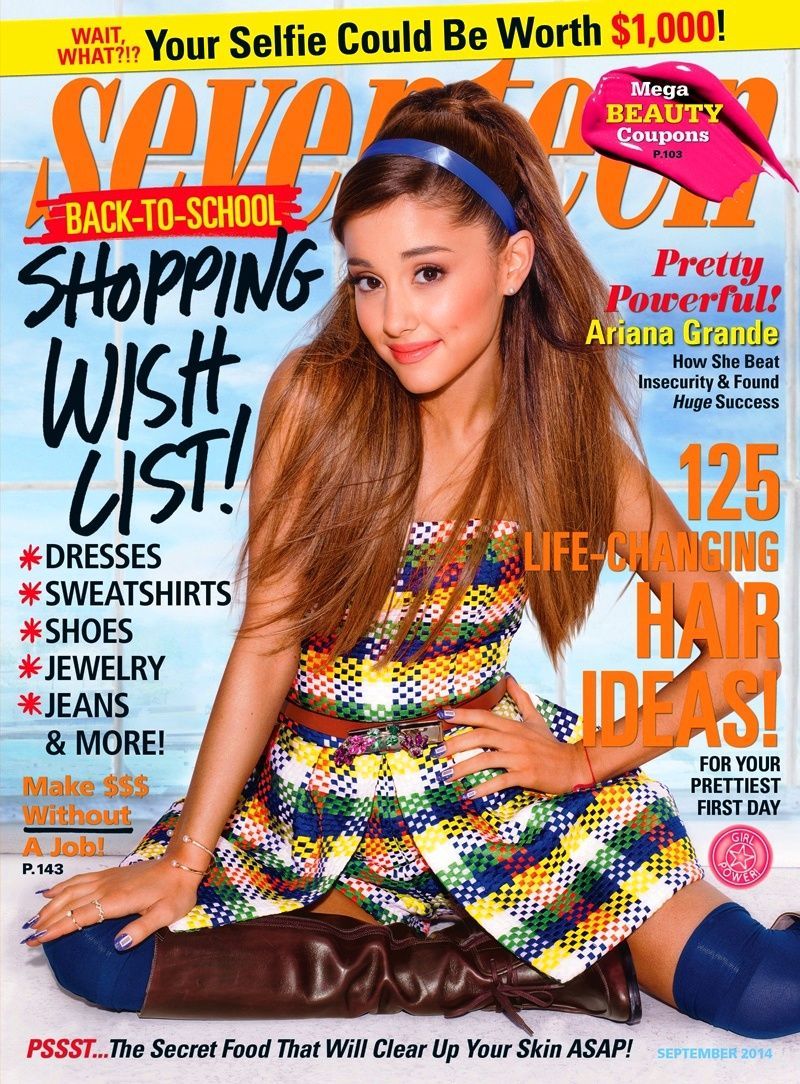 WAIT,
WHAT?!?
Your Selfie Could Be Worth $1,000!
seventeen
Mega
BEAUTY
Coupons
P.103
BACK-TO-SCHOOL
SHOPPING
WISH
LIST!
*DRESSES
*SWEATSHIRTS
*SHOES
*JEWELRY
*JEANS
& MORE!
Make $$$
Without
A Job!
P.143
Pretty
Powerful!
Ariana Grande
How She Beat
Insecurity & Found
Huge Success
125
LIFE-CHANGING
HAIR
IDEAS!
FOR YOUR
PRETTIEST
FIRST DAY
GIRL
POWER!
PSSST...The Secret Food That Will Clear Up Your Skin ASAP!
SEPTEMBER 2014